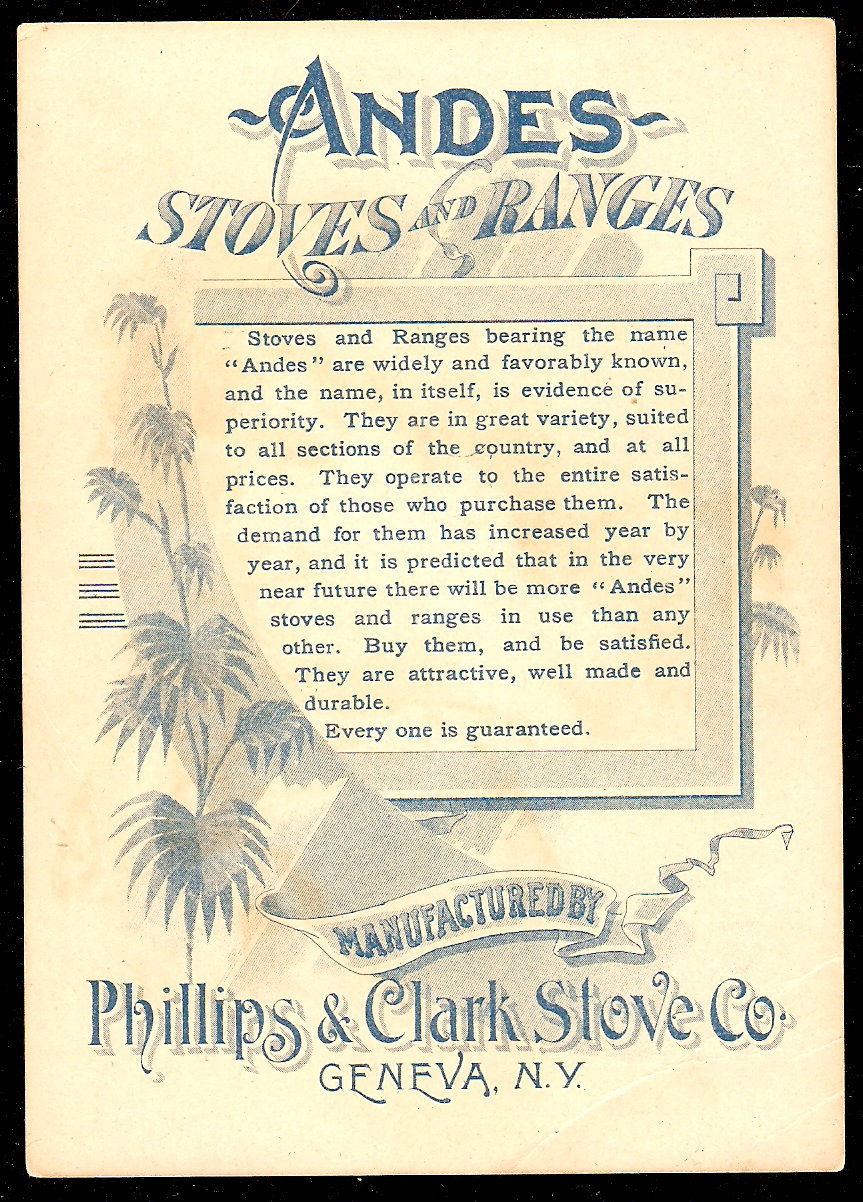 ANDES
STOVES AND RANGES
Stoves and Ranges bearing the name
"Andes" are widely and favorably known,
and the name, in itself, is evidence of su-
periority. They are in great variety, suited
to all sections of the country, and at all
prices. They operate to the entire satis-
faction of those who purchase them. The
demand for them has increased year by
year, and it is predicted that in the very
near future there will be more "Andes"
stoves and ranges in use than any
other. Buy them, and be satisfied.
They are attractive, well made and
durable.
Every one is guaranteed.
MANUFACTURED BY
Phillips & Clark Stove Co.
GENEVA, N.Y.